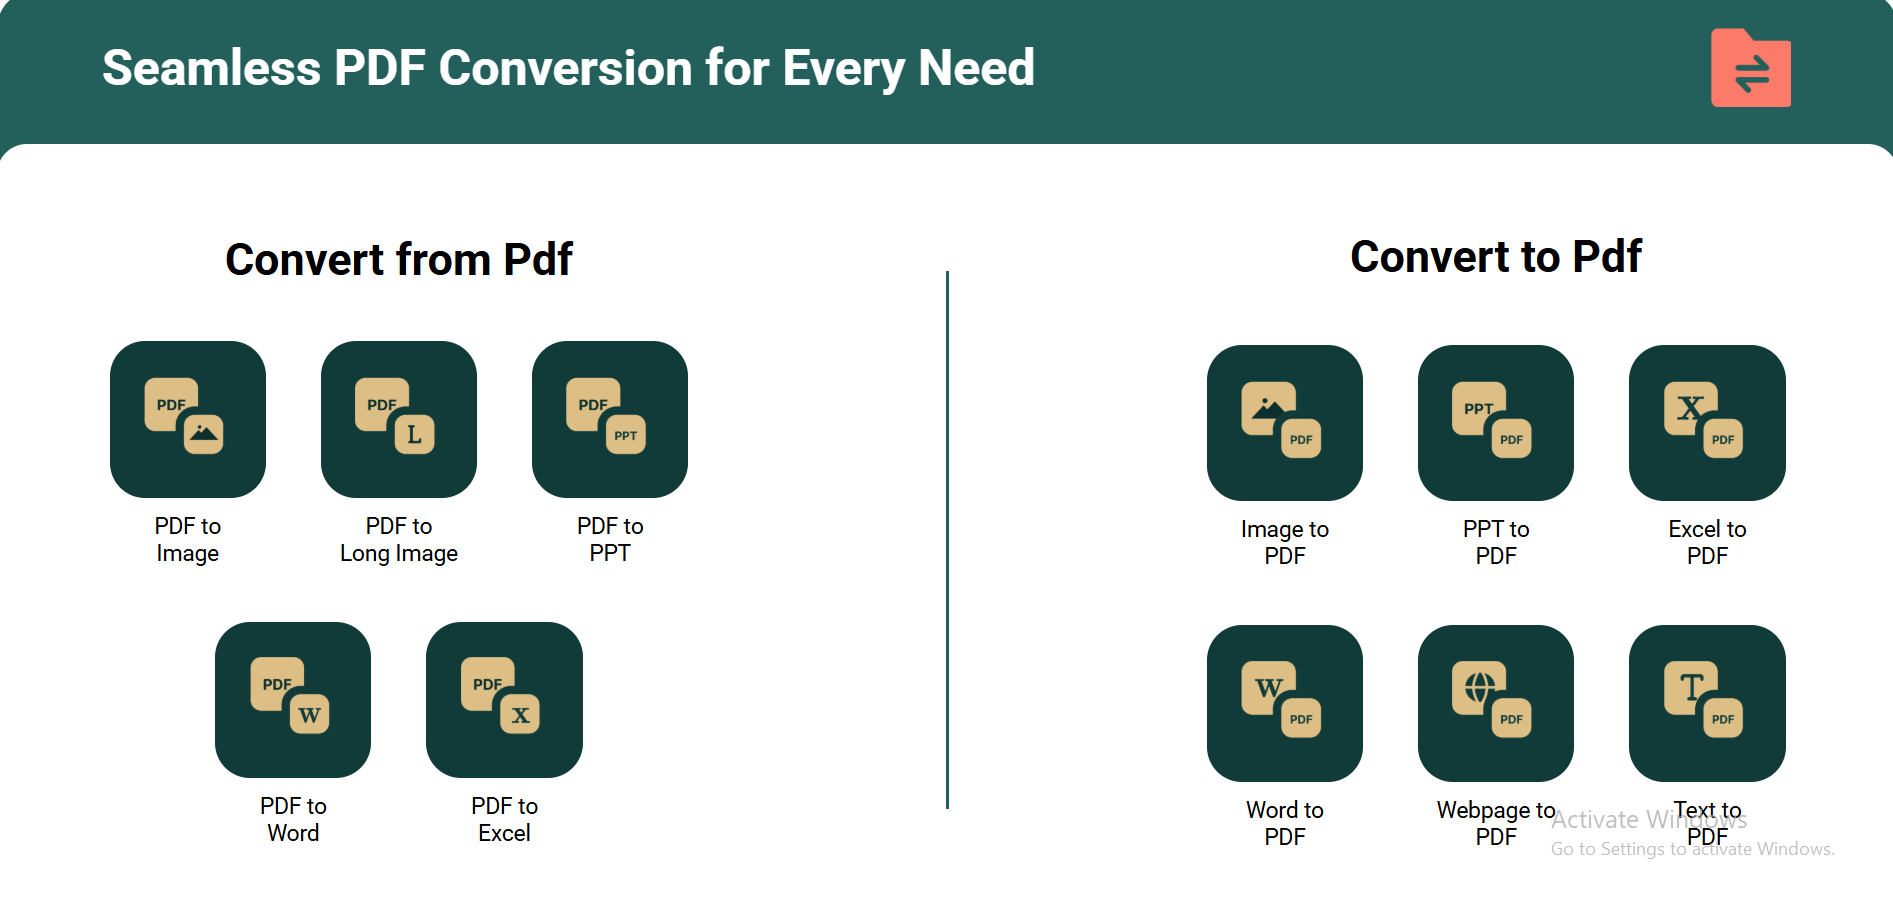 Seamless PDF Conversion for Every Need
Convert from Pdf
PDF
PDF
L
PDF
PPT
PDF to
Image
PDF to
Long Image
PDF to
PPT
PDF
W
PDF
X
PDF to
Word
PDF to
Excel
Convert to Pdf
PDF
PPT
PDF
X
PDF
Image to
PDF
PPT to
PDF
Excel to
PDF
W
PDF
PDF
T
PDF
Word to
PDF
Webpage to
PDF
Text to
PDF
Activate Windows
Go to Settings to activate Windows.